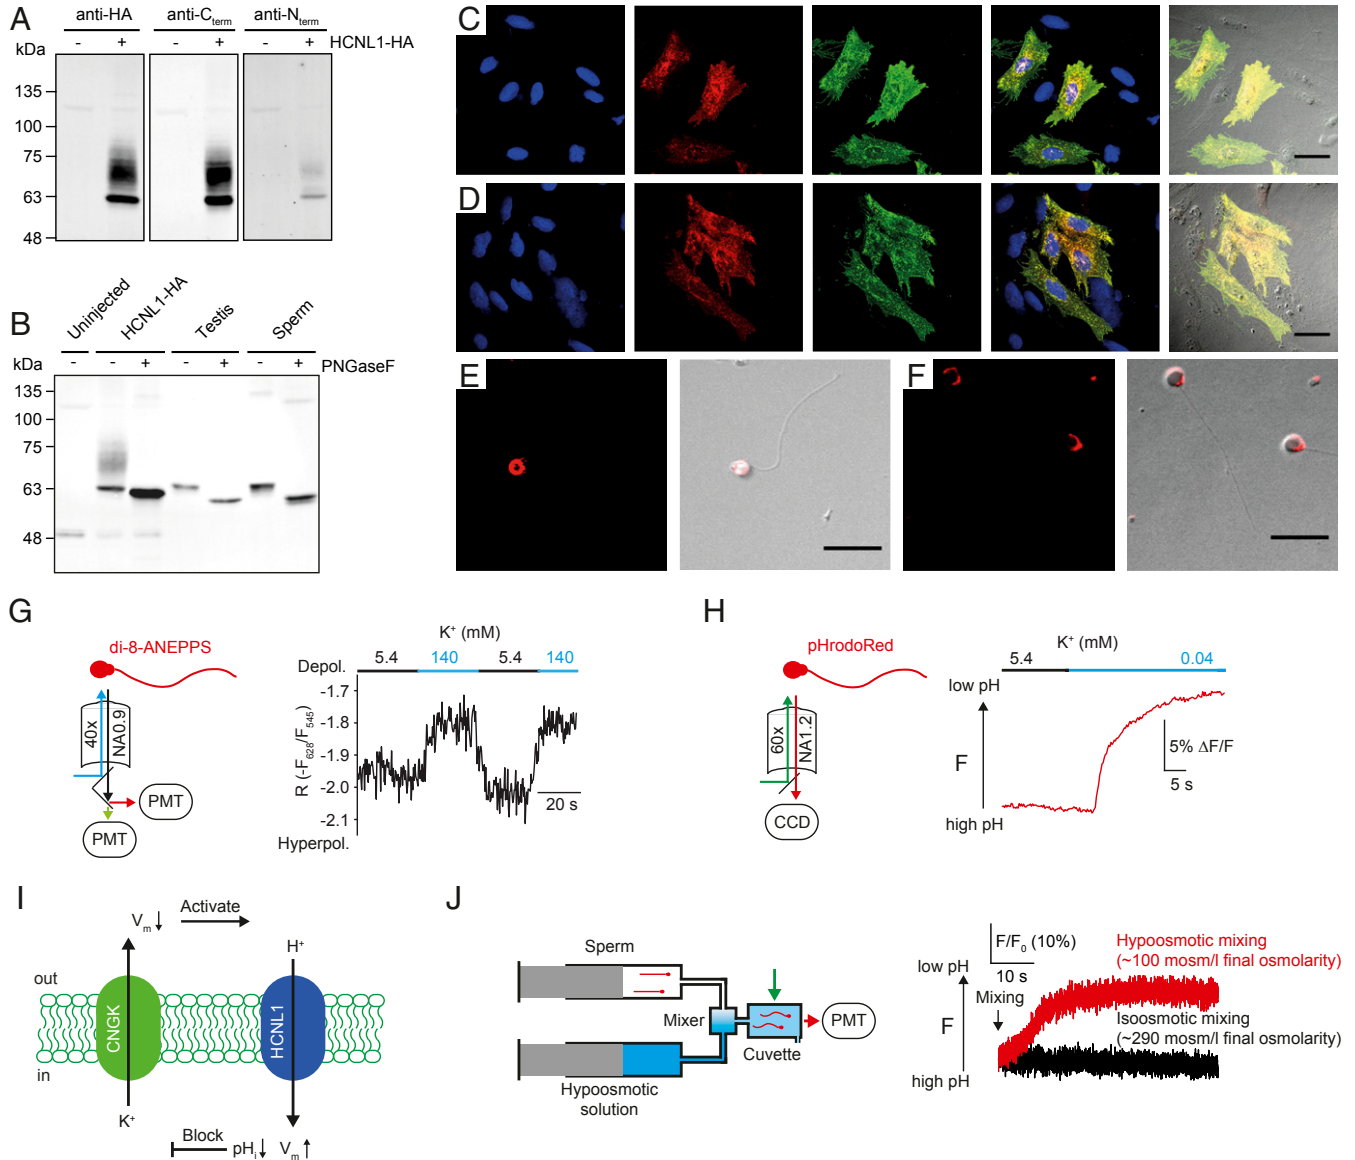 A
anti-HA anti-Cterm anti-Nterm
- + - + - + HCNL1-HA
kDa
135
100
75
63
48
B
Uninjected HCNL1-HA Testis Sperm
- - + - + - + PNGaseF
kDa
135
100
75
63
48
C
D
E
F
G
di-8-ANEPPS
40x
NA0.9
PMT
PMT
K+ (mM)
Depol. 5.4 140 5.4 140
-1.7
-1.8
-1.9
-2.0
-2.1
R (-F628/F545)
20 s
Hyperpol.
H
pHrodoRed
60x
NA1.2
CCD
K+ (mM)
5.4 0.04
low pH
F
high pH
5% ΔF/F
5 s
I
Vm↓ Activate
H+
out
CNGK
HCNL1
in
K+
Block
pHi↓ Vm↑
J
Sperm
Mixer
Cuvette
PMT
Hypoosmotic
solution
F/F0 (10%)
10 s
low pH
Mixing
F
high pH
Hypoosmotic mixing
(~100 mosm/l final osmolarity)
Isoosmotic mixing
(~290 mosm/l final osmolarity)